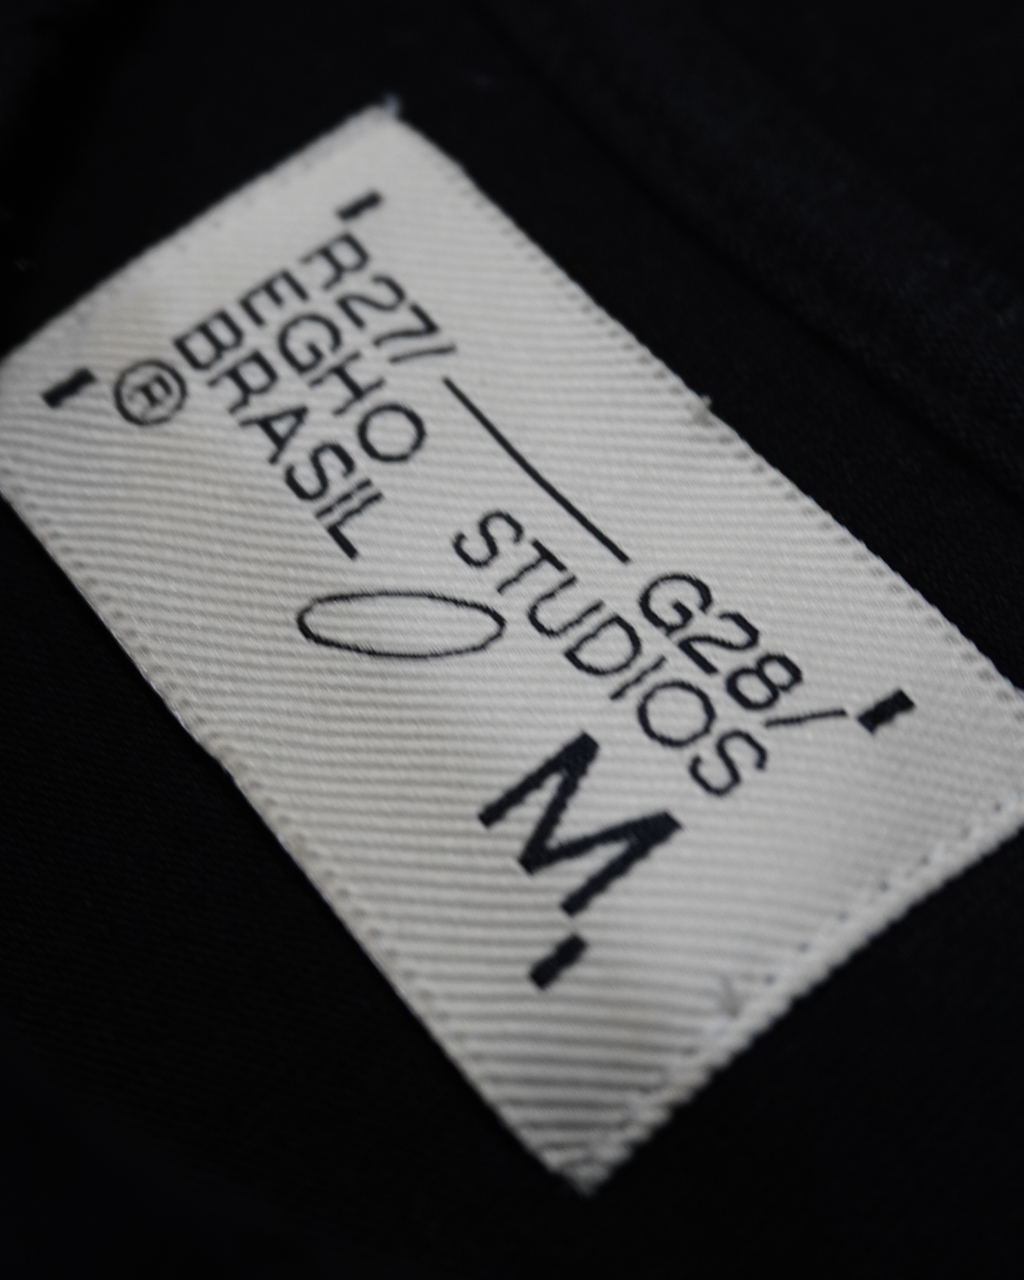 R27/ G28/
EGHO STUDIOS
BRASIL
® M